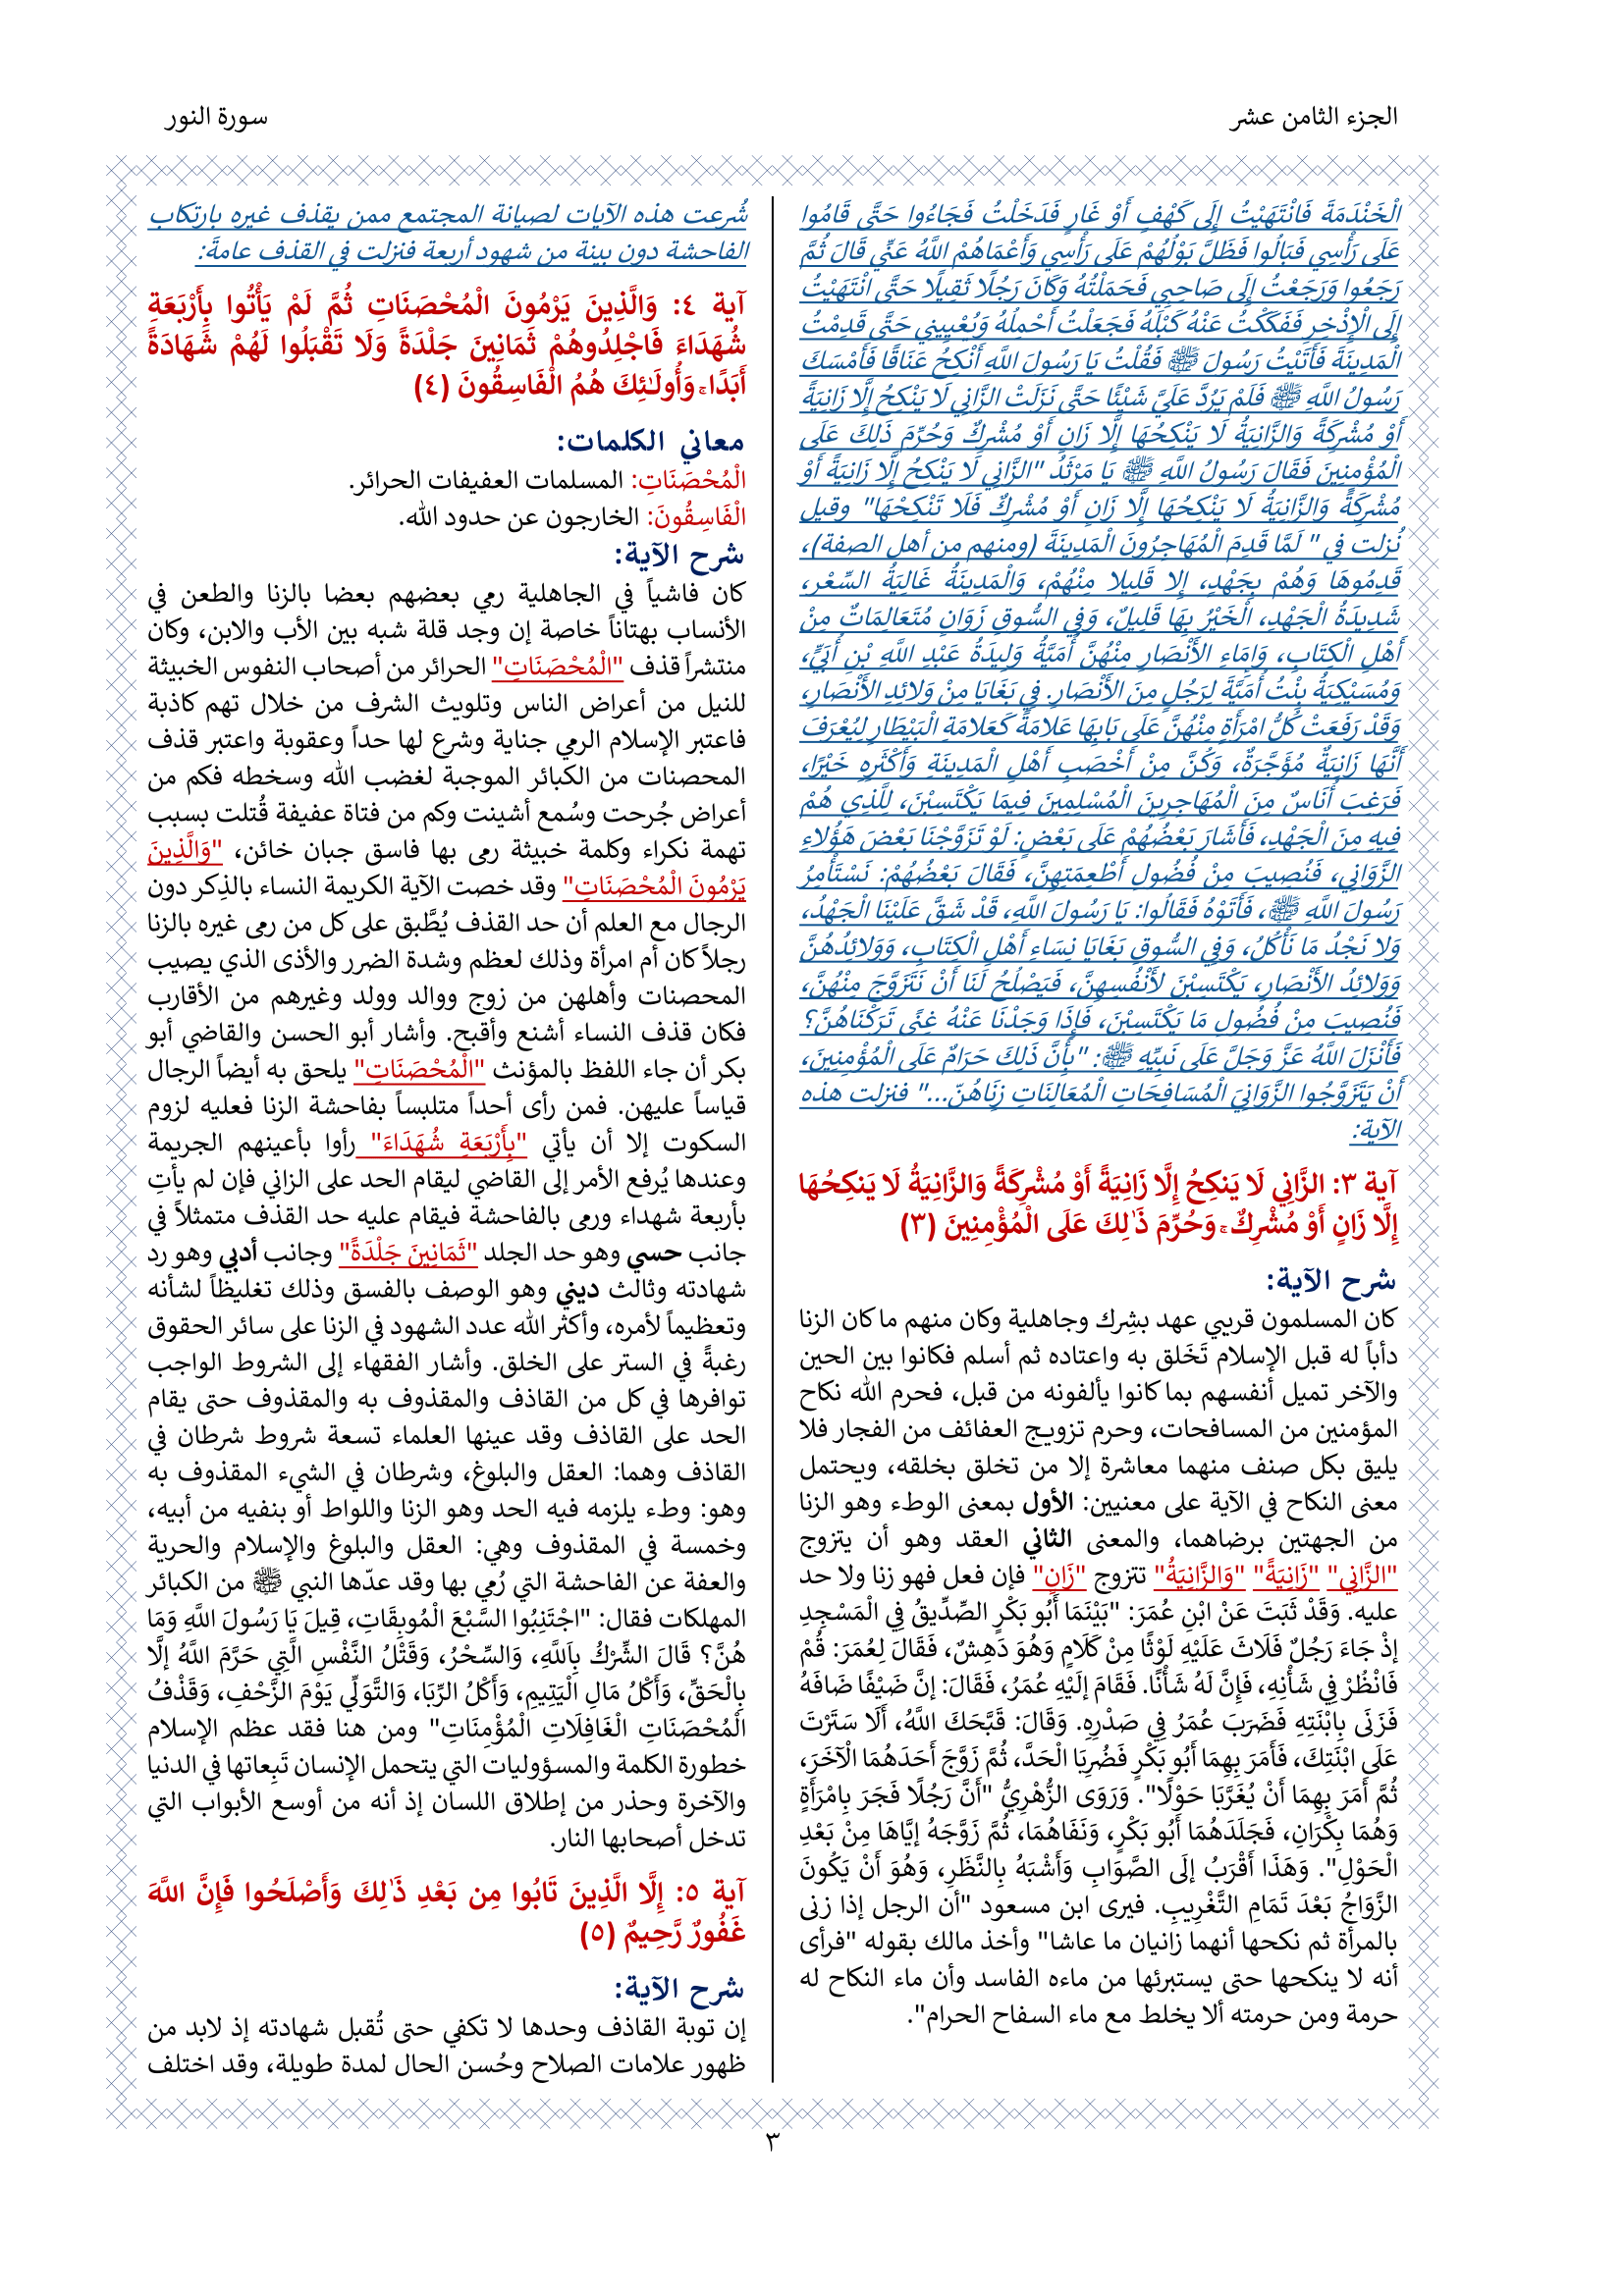 الجزء الثامن عشر
سورة النور
الْخَنْدَمَةَ فَانْتَهَيْتُ إِلَى كَهْفٍ أَوْ غَارٍ فَدَخَلْتُ فَجَاءُوا حَتَّى قَامُوا
عَلَى رَأْسِي فَبَالُوا فَظَلَّ بَوْلُهُمْ عَلَى رَأْسِي وَأَعْمَاهُمْ اللَّهُ عَنِّي قَالَ ثُمَّ
رَجَعُوا وَرَجَعْتُ إِلَى صَاحِبِي فَحَمَلْتُهُ وَكَانَ رَجُلًا ثَقِيلًا حَتَّى انْتَهَيْتُ
إِلَى الْإِذْخِرِ فَفَكَكْتُ عَنْهُ كَبْلَهُ فَجَعَلْتُ أَحْمِلُهُ وَيُعْيِينِي حَتَّى قَدِمْتُ
الْمَدِينَةَ فَأَتَيْتُ رَسُولَ ﷺ فَقُلْتُ يَا رَسُولَ اللَّهِ أَنْكِحُ عَنَاقًا فَأَمْسَكَ
رَسُولُ اللَّهِ ﷺ فَلَمْ يَرُدَّ عَلَيَّ شَيْئًا حَتَّى نَزَلَتْ الزَّانِي لَا يَنْكِحُ إِلَّا زَانِيَةً
أَوْ مُشْرِكَةً وَالزَّانِيَةُ لَا يَنْكِحُهَا إِلَّا زَانٍ أَوْ مُشْرِكٌ وَحُرِّمَ ذَلِكَ عَلَى
الْمُؤْمِنِينَ فَقَالَ رَسُولُ اللَّهِ ﷺ يَا مَرْثَدُ "الزَّانِي لَا يَنْكِحُ إِلَّا زَانِيَةً أَوْ
مُشْرِكَةً وَالزَّانِيَةُ لَا يَنْكِحُهَا إِلَّا زَانٍ أَوْ مُشْرِكٌ فَلَا تَنْكِحْهَا" وقيل
نُزلت في " لَمَّا قَدِمَ الْمُهَاجِرُونَ الْمَدِينَةَ (ومنهم من أهل الصفة)،
قَدِمُوهَا وَهُمْ بِجَهْدٍ، إِلا قَلِيلا مِنْهُمْ، وَالْمَدِينَةُ غَالِيَةُ السِّعْرِ،
شَدِيدَةُ الْجَهْدِ، الْخَيْرُ بِهَا قَلِيلٌ، وَفِي السُّوقِ زَوَانٍ مُتَعَالِمَاتٌ مِنْ
أَهْلِ الْكِتَابِ، وَإِمَاءِ الأَنْصَارِ مِنْهُنَّ أُمَيَّةُ وَلِيدَةُ عَبْدِ اللَّهِ بْنِ أُبَيٍّ،
وَمُسَيْكِيَةُ بِنْتُ أُمَيَّةَ لِرَجُلٍ مِنَ الأَنْصَارِ. فِي بَغَايَا مِنْ وَلائِدِ الأَنْصَارِ،
وَقَدْ رَفَعَتْ كُلُّ امْرَأَةٍ مِنْهُنَّ عَلَى بَابِهَا عَلامَةً كَعَلامَةِ الْبَيْطَارِ لِيُعْرَفَ
أَنَّهَا زَانِيَةٌ مُؤَجَّرَةٌ، وَكُنَّ مِنْ أَخْصَبِ أَهْلِ الْمَدِينَةِ وَأَكْثَرِهِ خَيْرًا،
فَرَغِبَ أُنَاسٌ مِنَ الْمُهَاجِرِينَ الْمُسْلِمِينَ فِيمَا يَكْتَسِبْنَ، لِلَّذِي هُمْ
فِيهِ مِنَ الْجَهْدِ، فَأَشَارَ بَعْضُهُمْ عَلَى بَعْضٍ: لَوْ تَزَوَّجْنَا بَعْضَ هَؤُلاءِ
الزَّوَانِي، فَنُصِيبَ مِنْ فُضُولِ أَطْعِمَتِهِنَّ، فَقَالَ بَعْضُهُمْ: نَسْتَأْمِرُ
رَسُولَ اللَّهِ ﷺ، فَأَتَوْهُ فَقَالُوا: يَا رَسُولَ اللَّهِ، قَدْ شَقَّ عَلَيْنَا الْجَهْدُ،
وَلا نَجْدُ مَا نَأْكُلُ، وَفِي السُّوقِ بَغَايَا نِسَاءِ أَهْلِ الْكِتَابِ، وَوَلائِدُهُنَّ
وَوَلائِدُ الأَنْصَارِ، يَكْتَسِبْنَ لأَنْفُسِهِنَّ، فَيَصْلُحُ لَنَا أَنْ نَتَزَوَّجَ مِنْهُنَّ،
فَنُصِيبَ مِنْ فُضُولِ مَا يَكْتَسِبْنَ، فَإِذَا وَجَدْنَا عَنْهُ غِنًى تَرَكْنَاهُنَّ؟
فَأَنْزَلَ اللَّهُ عَزَّ وَجَلَّ عَلَى نَبِيِّهِ ﷺ: "بِأَنَّ ذَلِكَ حَرَامٌ عَلَى الْمُؤْمِنِينَ،
أَنْ يَتَزَوَّجُوا الزَّوَانِيَ الْمُسَافِحَاتِ الْمُعَالِنَاتِ زِنَاهُنّ..." فنزلت هذه
الآية:
آية ٣: الزَّانِي لَا يَنكِحُ إِلَّا زَانِيَةً أَوْ مُشْرِكَةً وَالزَّانِيَةُ لَا يَنكِحُهَا
إِلَّا زَانٍ أَوْ مُشْرِكٌ ۚ وَحُرِّمَ ذَٰلِكَ عَلَى الْمُؤْمِنِينَ (٣)
شرح الآية:
كان المسلمون قريبي عهد بشِرك وجاهلية وكان منهم ما كان الزنا
دأباً له قبل الإسلام تَخَلق به واعتاده ثم أسلم فكانوا بين الحين
والآخر تميل أنفسهم بما كانوا يألفونه من قبل، فحرم الله نكاح
المؤمنين من المسافحات، وحرم تزويج العفائف من الفجار فلا
يليق بكل صنف منهما معاشرة إلا من تخلق بخلقه، ويحتمل
معنى النكاح في الآية على معنيين: الأول بمعنى الوطء وهو الزنا
من الجهتين برضاهما، والمعنى الثاني العقد وهو أن يتزوج
"الزَّانِي" "زَانِيَةً" "وَالزَّانِيَةُ" تتزوج "زَانٍ" فإن فعل فهو زنا ولا حد
عليه. وَقَدْ ثَبَتَ عَنْ ابْنِ عُمَرَ: "بَيْنَمَا أَبُو بَكْرٍ الصِّدِّيقُ فِي الْمَسْجِدِ
إذْ جَاءَ رَجُلٌ فَلَاثَ عَلَيْهِ لَوْثًا مِنْ كَلَامٍ وَهُوَ دَهِشٌ، فَقَالَ لِعُمَرَ: قُمْ
فَانْظُرْ فِي شَأْنِهِ، فَإِنَّ لَهُ شَأْنًا. فَقَامَ إلَيْهِ عُمَرُ، فَقَالَ: إنَّ ضَيْفًا ضَافَهُ
فَزَنَى بِابْنَتِهِ فَضَرَبَ عُمَرُ فِي صَدْرِهِ. وَقَالَ: قَبَّحَكَ اللَّهُ، أَلَا سَتَرْتَ
عَلَى ابْنَتِكَ، فَأَمَرَ بِهِمَا أَبُو بَكْرٍ فَضُرِبَا الْحَدَّ، ثُمَّ زَوَّجَ أَحَدَهُمَا الْآخَرَ،
ثُمَّ أَمَرَ بِهِمَا أَنْ يُغَرَّبَا حَوْلًا". وَرَوَى الزُّهْرِيُّ "أَنَّ رَجُلًا فَجَرَ بِامْرَأَةٍ
وَهُمَا بِكْرَانِ، فَجَلَدَهُمَا أَبُو بَكْرٍ، وَنَفَاهُمَا، ثُمَّ زَوَّجَهُ إيَّاهَا مِنْ بَعْدِ
الْحَوْلِ". وَهَذَا أَقْرَبُ إلَى الصَّوَابِ وَأَشْبَهُ بِالنَّظَرِ، وَهُوَ أَنْ يَكُونَ
الزَّوَاجُ بَعْدَ تَمَامِ التَّغْرِيبِ. فيرى ابن مسعود "أن الرجل إذا زنى
بالمرأة ثم نكحها أنهما زانيان ما عاشا" وأخذ مالك بقوله "فرأى
أنه لا ينكحها حتى يستبرئها من ماءه الفاسد وأن ماء النكاح له
حرمة ومن حرمته ألا يخلط مع ماء السفاح الحرام".
شُرعت هذه الآيات لصيانة المجتمع ممن يقذف غيره بارتكاب
الفاحشة دون بينة من شهود أربعة فنزلت في القذف عامةَ:
آية ٤: وَالَّذِينَ يَرْمُونَ الْمُحْصَنَاتِ ثُمَّ لَمْ يَأْتُوا بِأَرْبَعَةِ
شُهَدَاءَ فَاجْلِدُوهُمْ ثَمَانِينَ جَلْدَةً وَلَا تَقْبَلُوا لَهُمْ شَهَادَةً
أَبَدًا ۚ وَأُولَـٰئِكَ هُمُ الْفَاسِقُونَ (٤)
معاني الكلمات:
الْمُحْصَنَاتِ: المسلمات العفيفات الحرائر.
الْفَاسِقُونَ: الخارجون عن حدود الله.
شرح الآية:
كان فاشياً في الجاهلية رمي بعضهم بعضا بالزنا والطعن في
الأنساب بهتاناً خاصة إن وجد قلة شبه بين الأب والابن، وكان
منتشراً قذف "الْمُحْصَنَاتِ" الحرائر من أصحاب النفوس الخبيثة
للنيل من أعراض الناس وتلويث الشرف من خلال تهم كاذبة
فاعتبر الإسلام الرمي جناية وشرع لها حداً وعقوبة واعتبر قذف
المحصنات من الكبائر الموجبة لغضب الله وسخطه فكم من
أعراض جُرحت وسُمع أشينت وكم من فتاة عفيفة قُتلت بسبب
تهمة نكراء وكلمة خبيثة رمى بها فاسق جبان خائن، "وَالَّذِينَ
يَرْمُونَ الْمُحْصَنَاتِ" وقد خصت الآية الكريمة النساء بالذِكر دون
الرجال مع العلم أن حد القذف يُطَّبق على كل من رمى غيره بالزنا
رجلاً كان أم امرأة وذلك لعظم وشدة الضرر والأذى الذي يصيب
المحصنات وأهلهن من زوج ووالد وولد وغيرهم من الأقارب
فكان قذف النساء أشنع وأقبح. وأشار أبو الحسن والقاضي أبو
بكر أن جاء اللفظ بالمؤنث "الْمُحْصَنَاتِ" يلحق به أيضاً الرجال
قياساً عليهن. فمن رأى أحداً متلبساً بفاحشة الزنا فعليه لزوم
السكوت إلا أن يأتي "بِأَرْبَعَةِ شُهَدَاءَ" رأوا بأعينهم الجريمة
وعندها يُرفع الأمر إلى القاضي ليقام الحد على الزاني فإن لم يأتِ
بأربعة شهداء ورمى بالفاحشة فيقام عليه حد القذف متمثلاً في
جانب حسي وهو حد الجلد "ثَمَانِينَ جَلْدَةً" وجانب أدبي وهو رد
شهادته وثالث ديني وهو الوصف بالفسق وذلك تغليظاً لشأنه
وتعظيماً لأمره، وأكثر الله عدد الشهود في الزنا على سائر الحقوق
رغبةً في الستر على الخلق. وأشار الفقهاء إلى الشروط الواجب
توافرها في كل من القاذف والمقذوف به والمقذوف حتى يقام
الحد على القاذف وقد عينها العلماء تسعة شروط شرطان في
القاذف وهما: العقل والبلوغ، وشرطان في الشيء المقذوف به
وهو: وطء يلزمه فيه الحد وهو الزنا واللواط أو بنفيه من أبيه،
وخمسة في المقذوف وهي: العقل والبلوغ والإسلام والحرية
والعفة عن الفاحشة التي رُمي بها وقد عدّها النبي ﷺ من الكبائر
المهلكات فقال: "اجْتَنِبُوا السَّبْعَ الْمُوبِقَاتِ، قِيلَ يَا رَسُولَ اللَّهِ وَمَا
هُنَّ؟ قَالَ الشِّرْكُ بِاَللَّهِ، وَالسِّحْرُ، وَقَتْلُ النَّفْسِ الَّتِي حَرَّمَ اللَّهُ إلَّا
بِالْحَقِّ، وَأَكْلُ مَالِ الْيَتِيمِ، وَأَكْلُ الرِّبَا، وَالتَّوَلِّي يَوْمَ الزَّحْفِ، وَقَذْفُ
الْمُحْصَنَاتِ الْغَافِلَاتِ الْمُؤْمِنَاتِ" ومن هنا فقد عظم الإسلام
خطورة الكلمة والمسؤوليات التي يتحمل الإنسان تَبِعاتها في الدنيا
والآخرة وحذر من إطلاق اللسان إذ أنه من أوسع الأبواب التي
تدخل أصحابها النار.
آية ٥: إِلَّا الَّذِينَ تَابُوا مِن بَعْدِ ذَٰلِكَ وَأَصْلَحُوا فَإِنَّ اللَّهَ
غَفُورٌ رَّحِيمٌ (٥)
شرح الآية:
إن توبة القاذف وحدها لا تكفي حتى تُقبل شهادته إذ لابد من
ظهور علامات الصلاح وحُسن الحال لمدة طويلة، وقد اختلف
٣